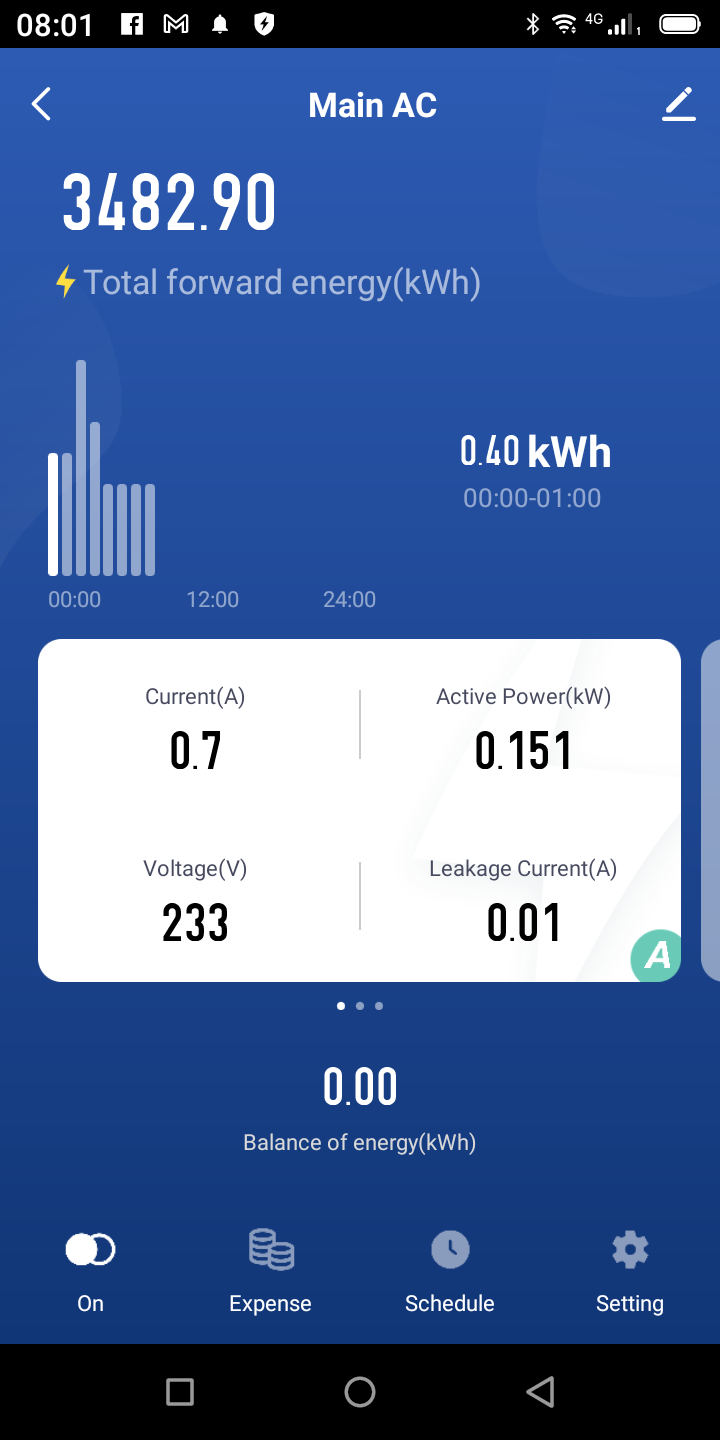 08:01
4G
1
Main AC
3482.90
Total forward energy(kWh)
0.40 kWh
00:00-01:00
00:00 12:00 24:00
Current(A) Active Power(kW)
0.7 0.151
Voltage(V) Leakage Current(A)
233 0.01
A
0.00
Balance of energy(kWh)
On Expense Schedule Setting